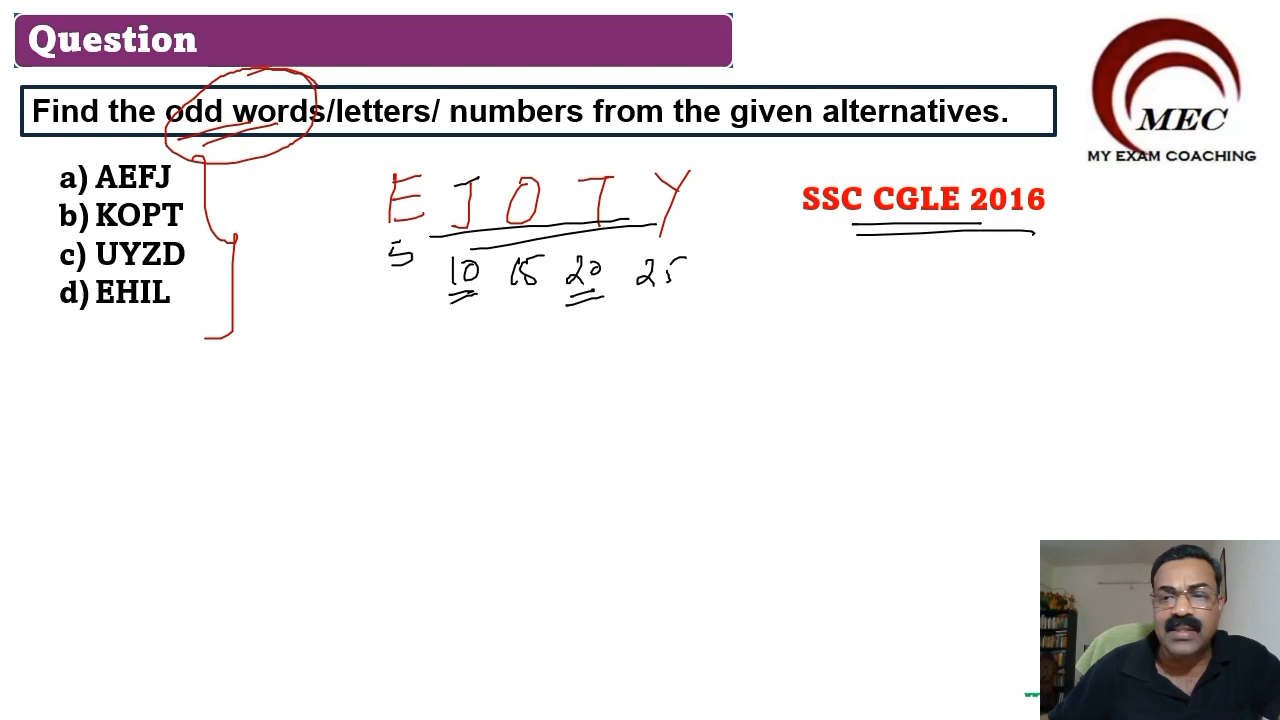 Question
Find the odd words/letters/ numbers from the given alternatives.
MEC
MY EXAM COACHING
a) AEFJ
b) KOPT
c) UYZD
d) EHIL
E J O T Y
5 10 15 20 25
SSC CGLE 2016